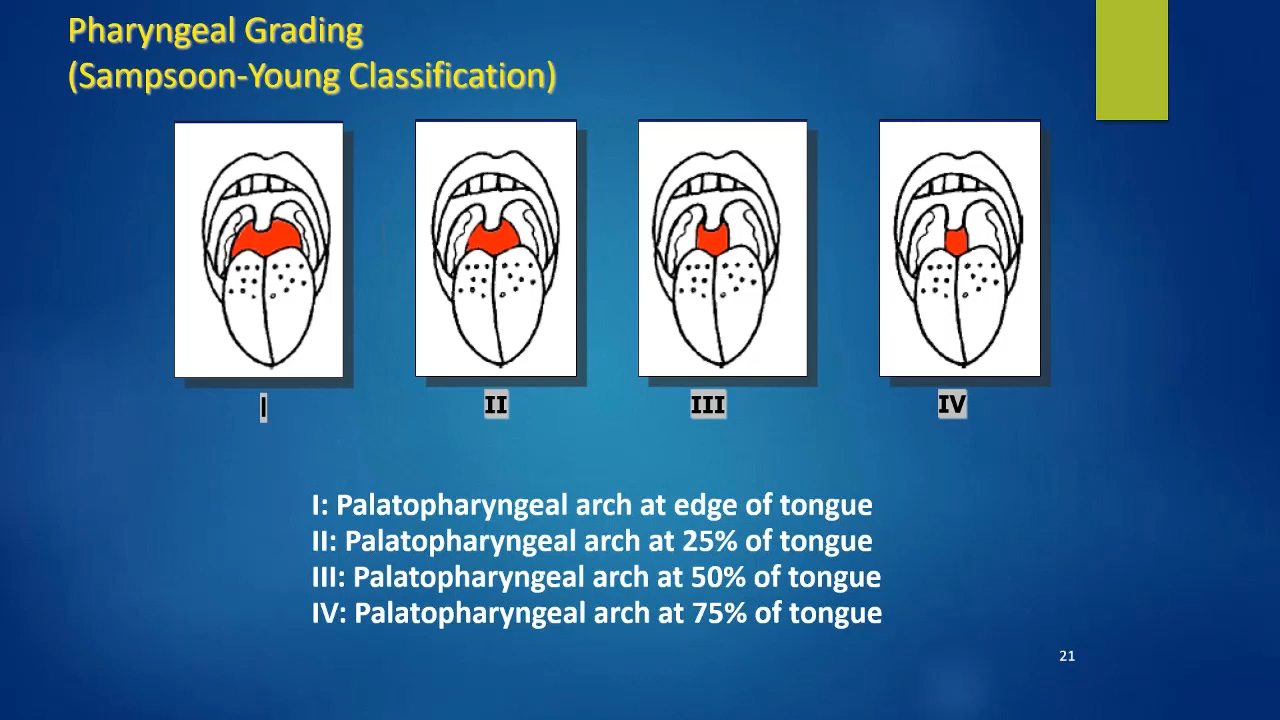 Pharyngeal Grading
(Sampsoon-Young Classification)
I
II
III
IV
I: Palatopharyngeal arch at edge of tongue
II: Palatopharyngeal arch at 25% of tongue
III: Palatopharyngeal arch at 50% of tongue
IV: Palatopharyngeal arch at 75% of tongue
21